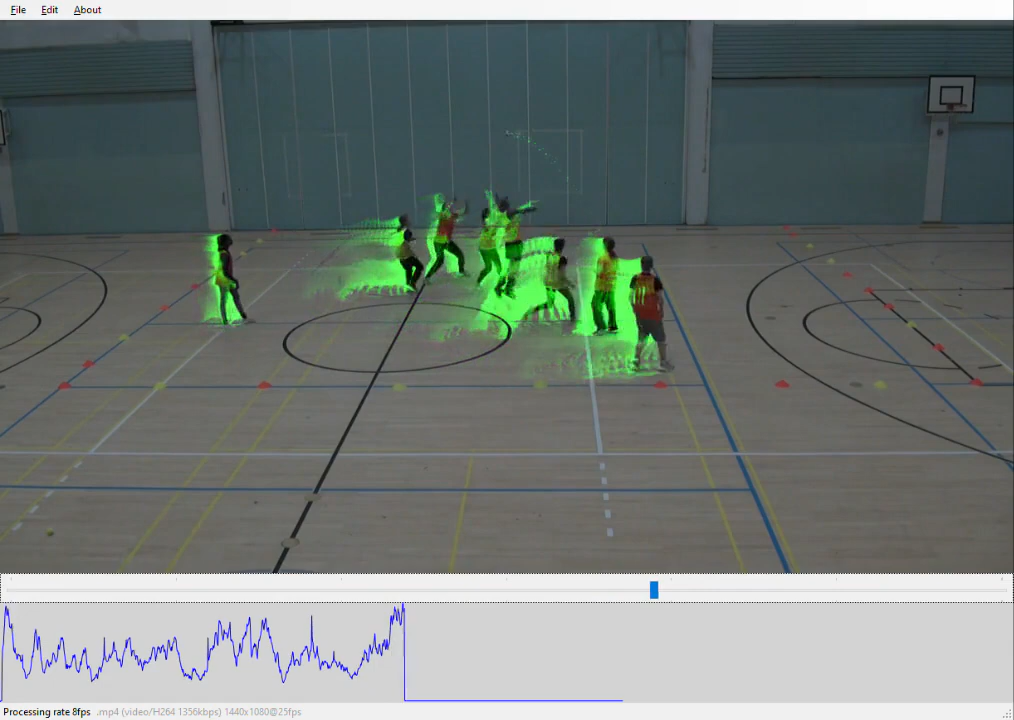 File Edit About
Processing rate 8fps .mp4 (video/H264 1356kbps) 1440x1080@25fps